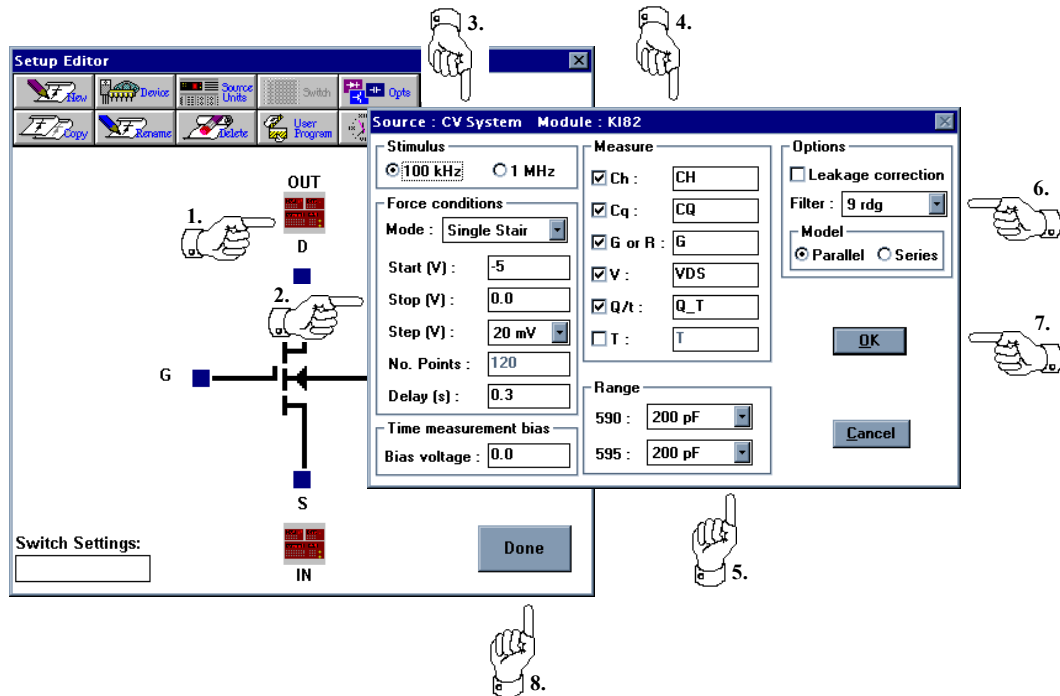 3.
4.
Setup Editor
New
Device
Source Units
Switch
Opts
Copy
Rename
Delete
User Program
OUT
1.
D
2.
G
S
IN
Switch Settings:
Done
Source : CV System Module : KI82
Stimulus
100 kHz
1 MHz
Force conditions
Mode : Single Stair
Start (V) : -5
Stop (V) : 0.0
Step (V) : 20 mV
No. Points : 120
Delay (s) : 0.3
Time measurement bias
Bias voltage : 0.0
Measure
Ch : CH
Cq : CQ
G or R : G
V : VDS
Q/t : Q_T
T : T
Range
590 : 200 pF
595 : 200 pF
Options
Leakage correction
Filter : 9 rdg
Model
Parallel
Series
OK
Cancel
6.
7.
5.
8.